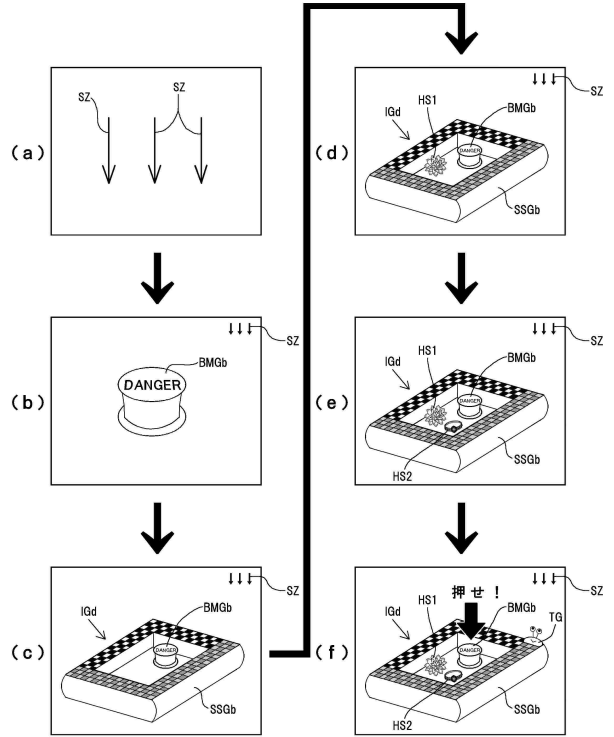 (a)
SZ
SZ
(b)
SZ
BMGb
DANGER
(c)
SZ
IGd
BMGb
DANGER
SSGb
(d)
SZ
IGd
HS1
BMGb
DANGER
SSGb
(e)
SZ
IGd
HS1
BMGb
DANGER
SSGb
HS2
(f)
押せ！
SZ
IGd
HS1
BMGb
TG
DANGER
SSGb
HS2